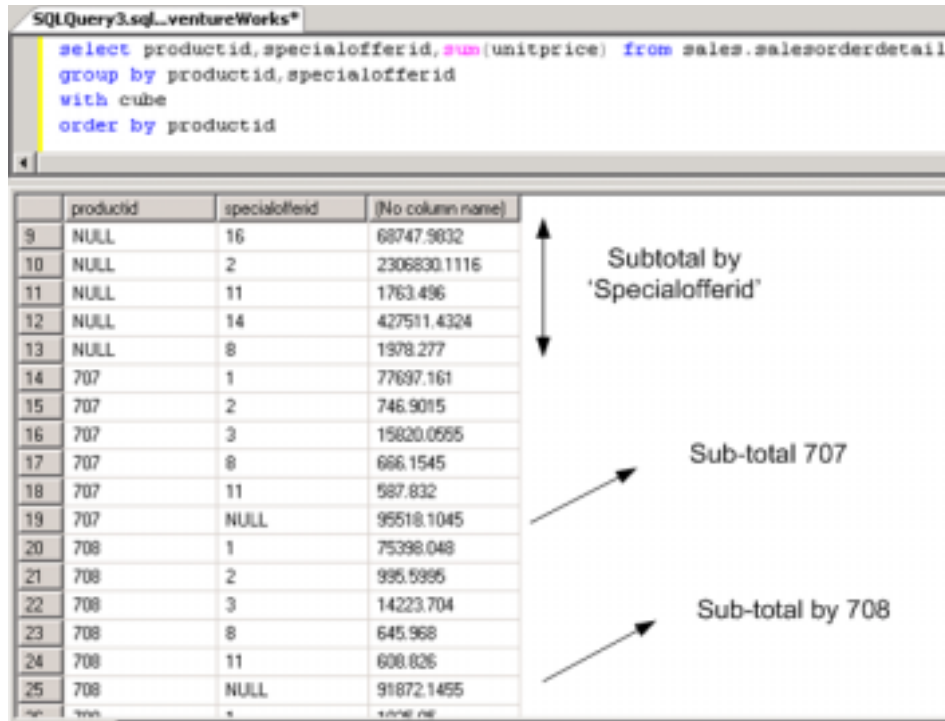 SQLQuery3.sql...ventureWorks*
select productid,specialofferid,sum(unitprice) from sales.salesorderdetail
group by productid,specialofferid
with cube
order by productid
productid specialofferid (No column name)
9 NULL 16 68747.9832
10 NULL 2 2306830.1116
11 NULL 11 1763.496
12 NULL 14 427511.4324
13 NULL 8 1978.277
14 707 1 77697.161
15 707 2 746.9015
16 707 3 15820.0555
17 707 8 666.1545
18 707 11 587.832
19 707 NULL 95518.1045
20 708 1 75398.048
21 708 2 995.5995
22 708 3 14223.704
23 708 8 645.968
24 708 11 608.826
25 708 NULL 91872.1455
Subtotal by
'Specialofferid'
Sub-total 707
Sub-total by 708